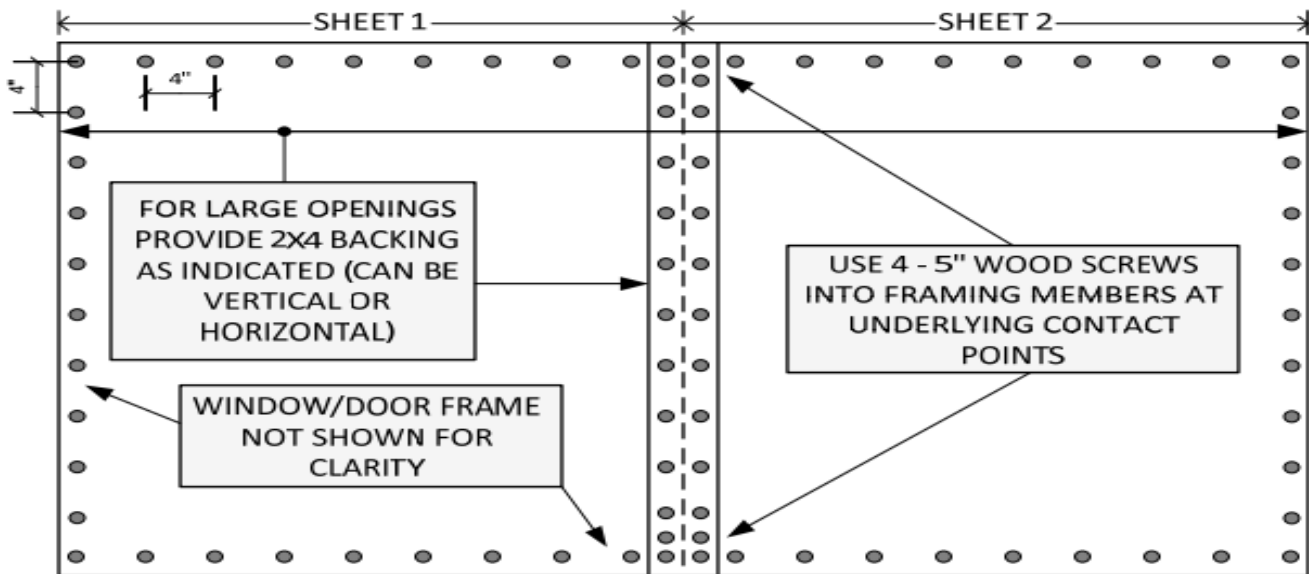 SHEET 1
SHEET 2
4"
4"
FOR LARGE OPENINGS
PROVIDE 2X4 BACKING
AS INDICATED (CAN BE
VERTICAL DR
HORIZONTAL)
USE 4 - 5" WOOD SCREWS
INTO FRAMING MEMBERS AT
UNDERLYING CONTACT
POINTS
WINDOW/DOOR FRAME
NOT SHOWN FOR
CLARITY